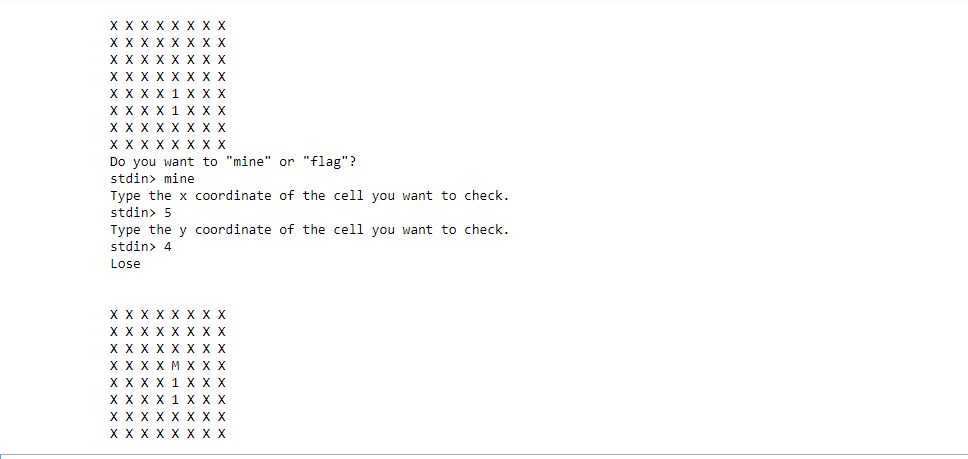 X X X X X X X X
X X X X X X X X
X X X X X X X X
X X X X X X X X
X X X X 1 X X X
X X X X 1 X X X
X X X X X X X X
X X X X X X X X
Do you want to "mine" or "flag"?
stdin> mine
Type the x coordinate of the cell you want to check.
stdin> 5
Type the y coordinate of the cell you want to check.
stdin> 4
Lose
X X X X X X X X
X X X X X X X X
X X X X X X X X
X X X X M X X X
X X X X 1 X X X
X X X X 1 X X X
X X X X X X X X
X X X X X X X X